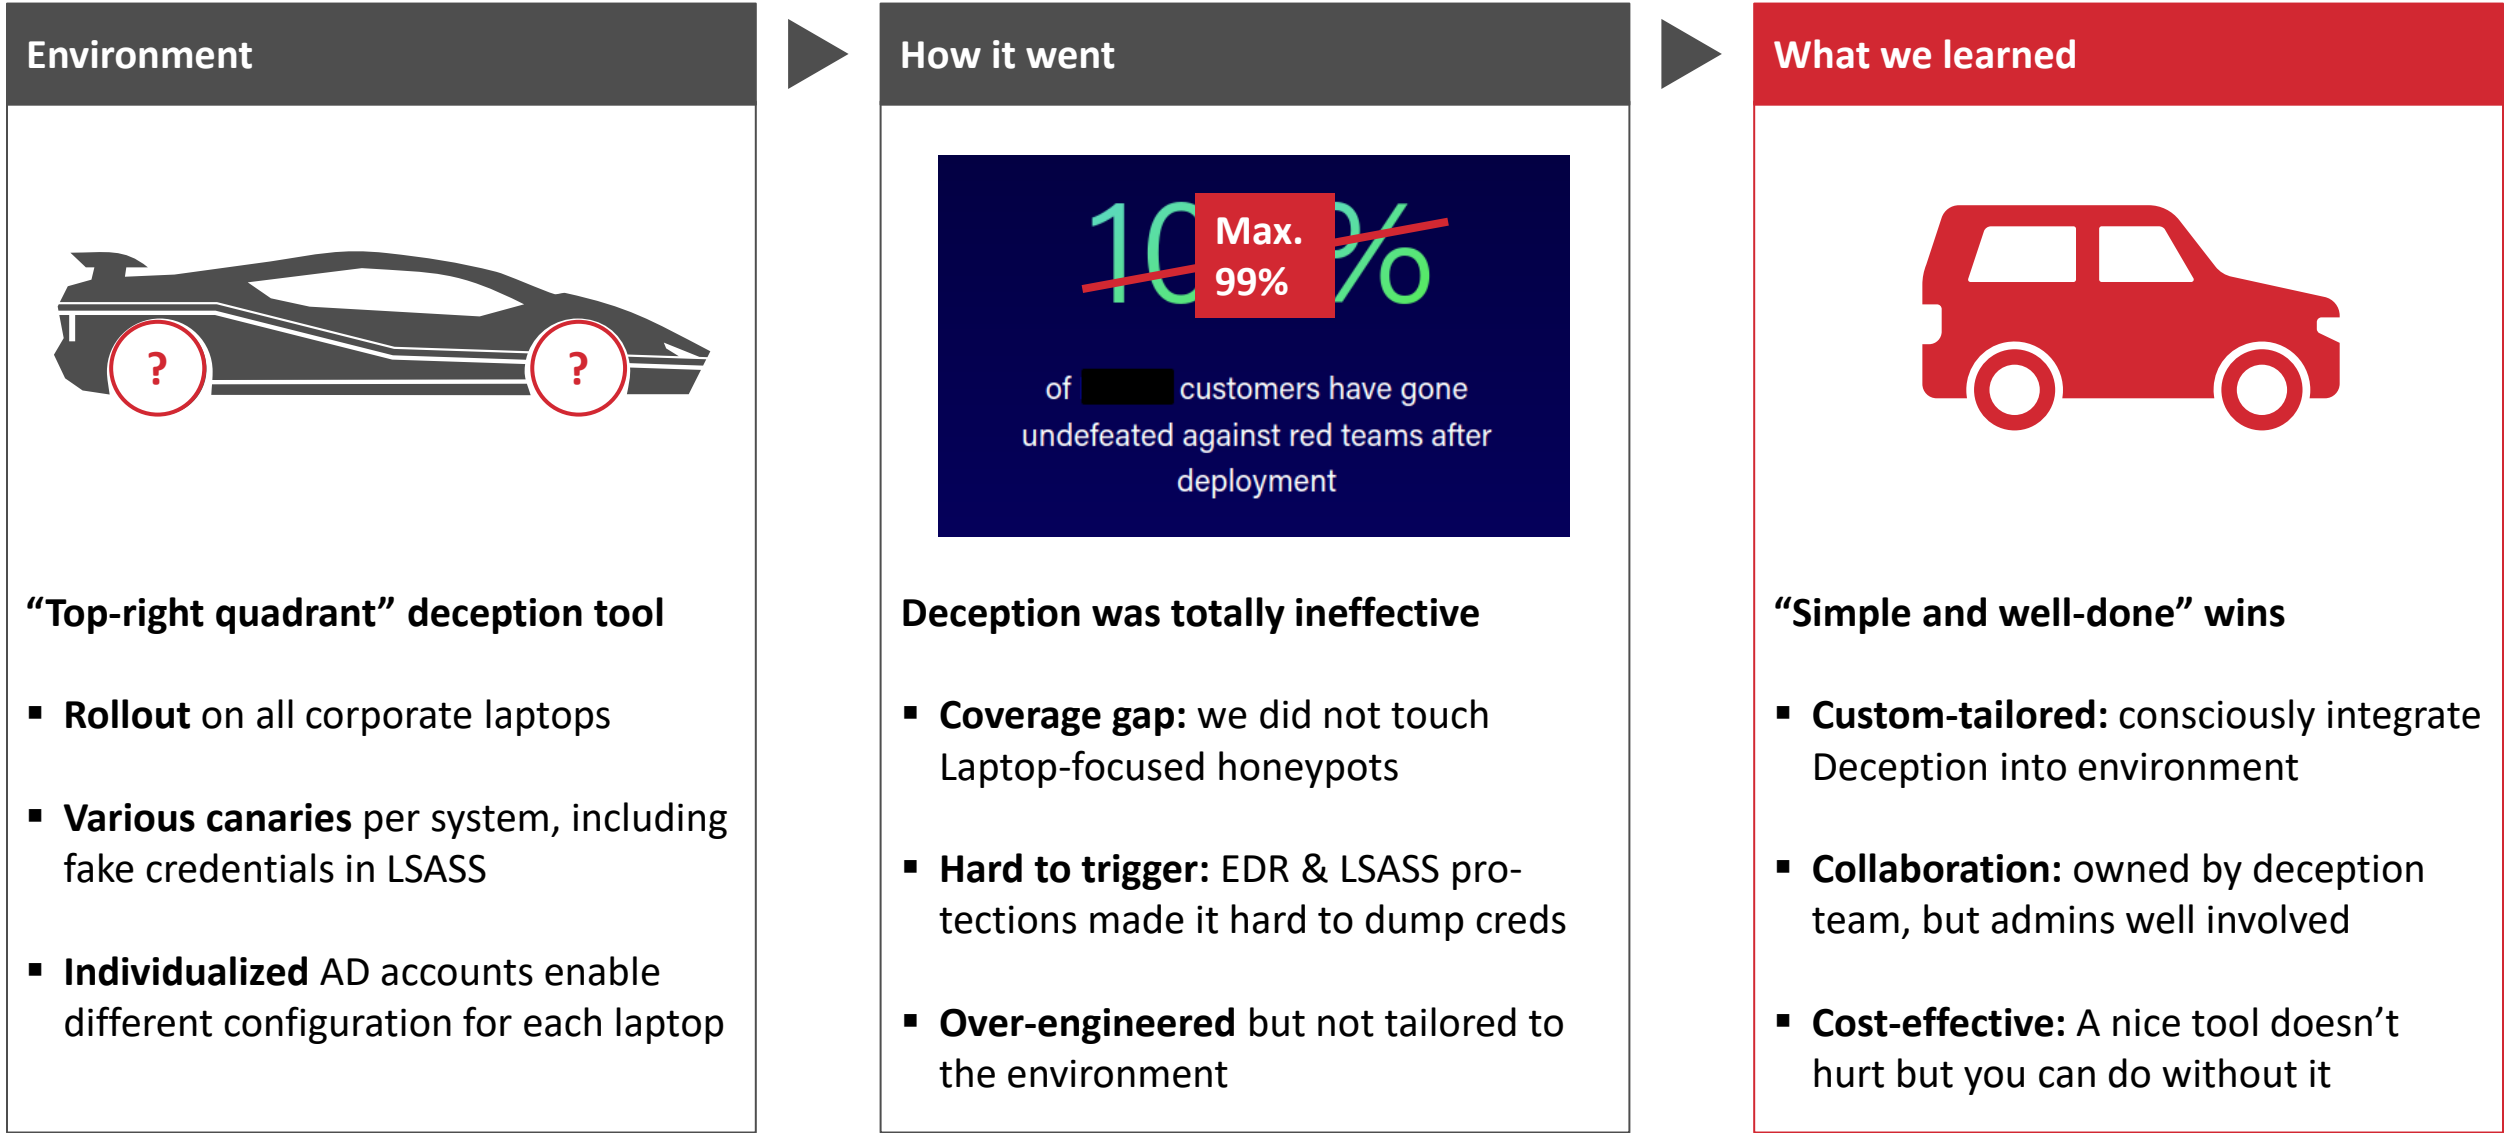 Environment
?
?
“Top-right quadrant” deception tool
▪ Rollout on all corporate laptops
▪ Various canaries per system, including
fake credentials in LSASS
▪ Individualized AD accounts enable
different configuration for each laptop
How it went
10 %
Max.
99%
of customers have gone
undefeated against red teams after
deployment
Deception was totally ineffective
▪ Coverage gap: we did not touch
Laptop-focused honeypots
▪ Hard to trigger: EDR & LSASS pro-
tections made it hard to dump creds
▪ Over-engineered but not tailored to
the environment
What we learned
“Simple and well-done” wins
▪ Custom-tailored: consciously integrate
Deception into environment
▪ Collaboration: owned by deception
team, but admins well involved
▪ Cost-effective: A nice tool doesn’t
hurt but you can do without it